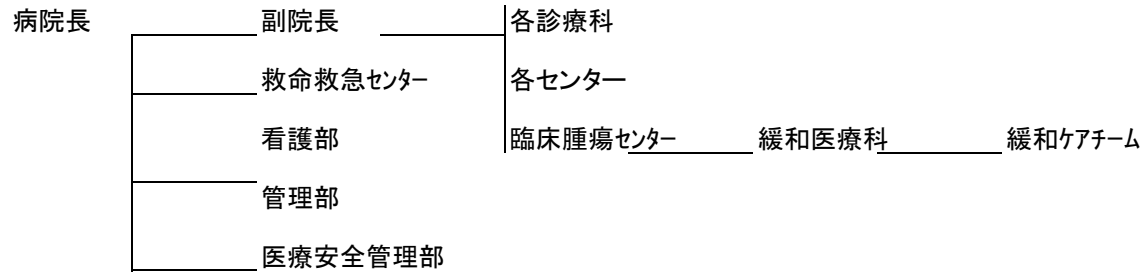 病院長 副院長 各診療科
救命救急ｾﾝﾀｰ 各センター
看護部 臨床腫瘍ｾﾝﾀｰ 緩和医療科 緩和ｹｱﾁｰﾑ
管理部
医療安全管理部